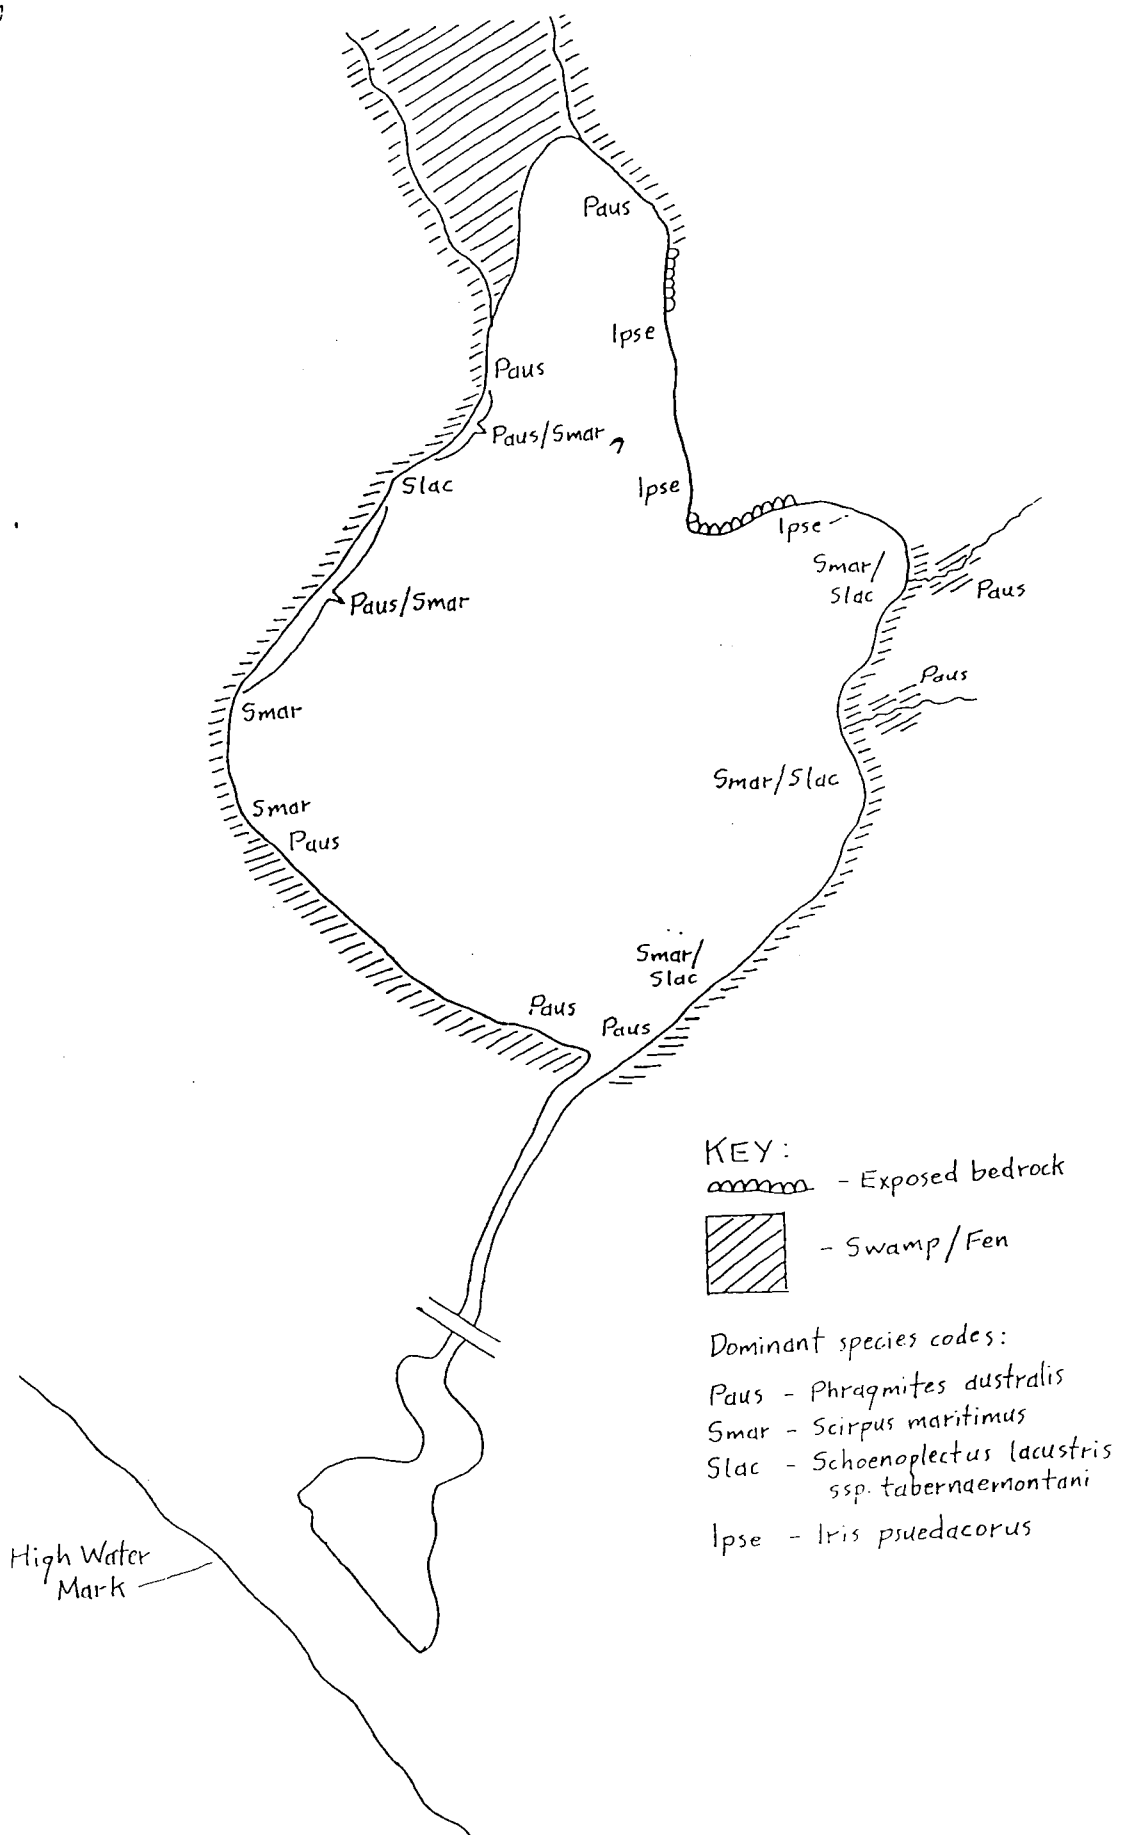 Paus
Ipse
Paus
Paus/Smar
Slac
Ipse
Ipse
Smar/
Slac
Paus
Paus/Smar
Paus
Smar
Smar/Slac
Smar
Paus
Smar/
Slac
Paus
Paus
KEY:
- Exposed bedrock
- Swamp/Fen
Dominant species codes:
Paus - Phragmites australis
Smar - Scirpus maritimus
Slac - Schoenoplectus lacustris
ssp. tabernaemontani
Ipse - Iris psuedacorus
High Water
Mark